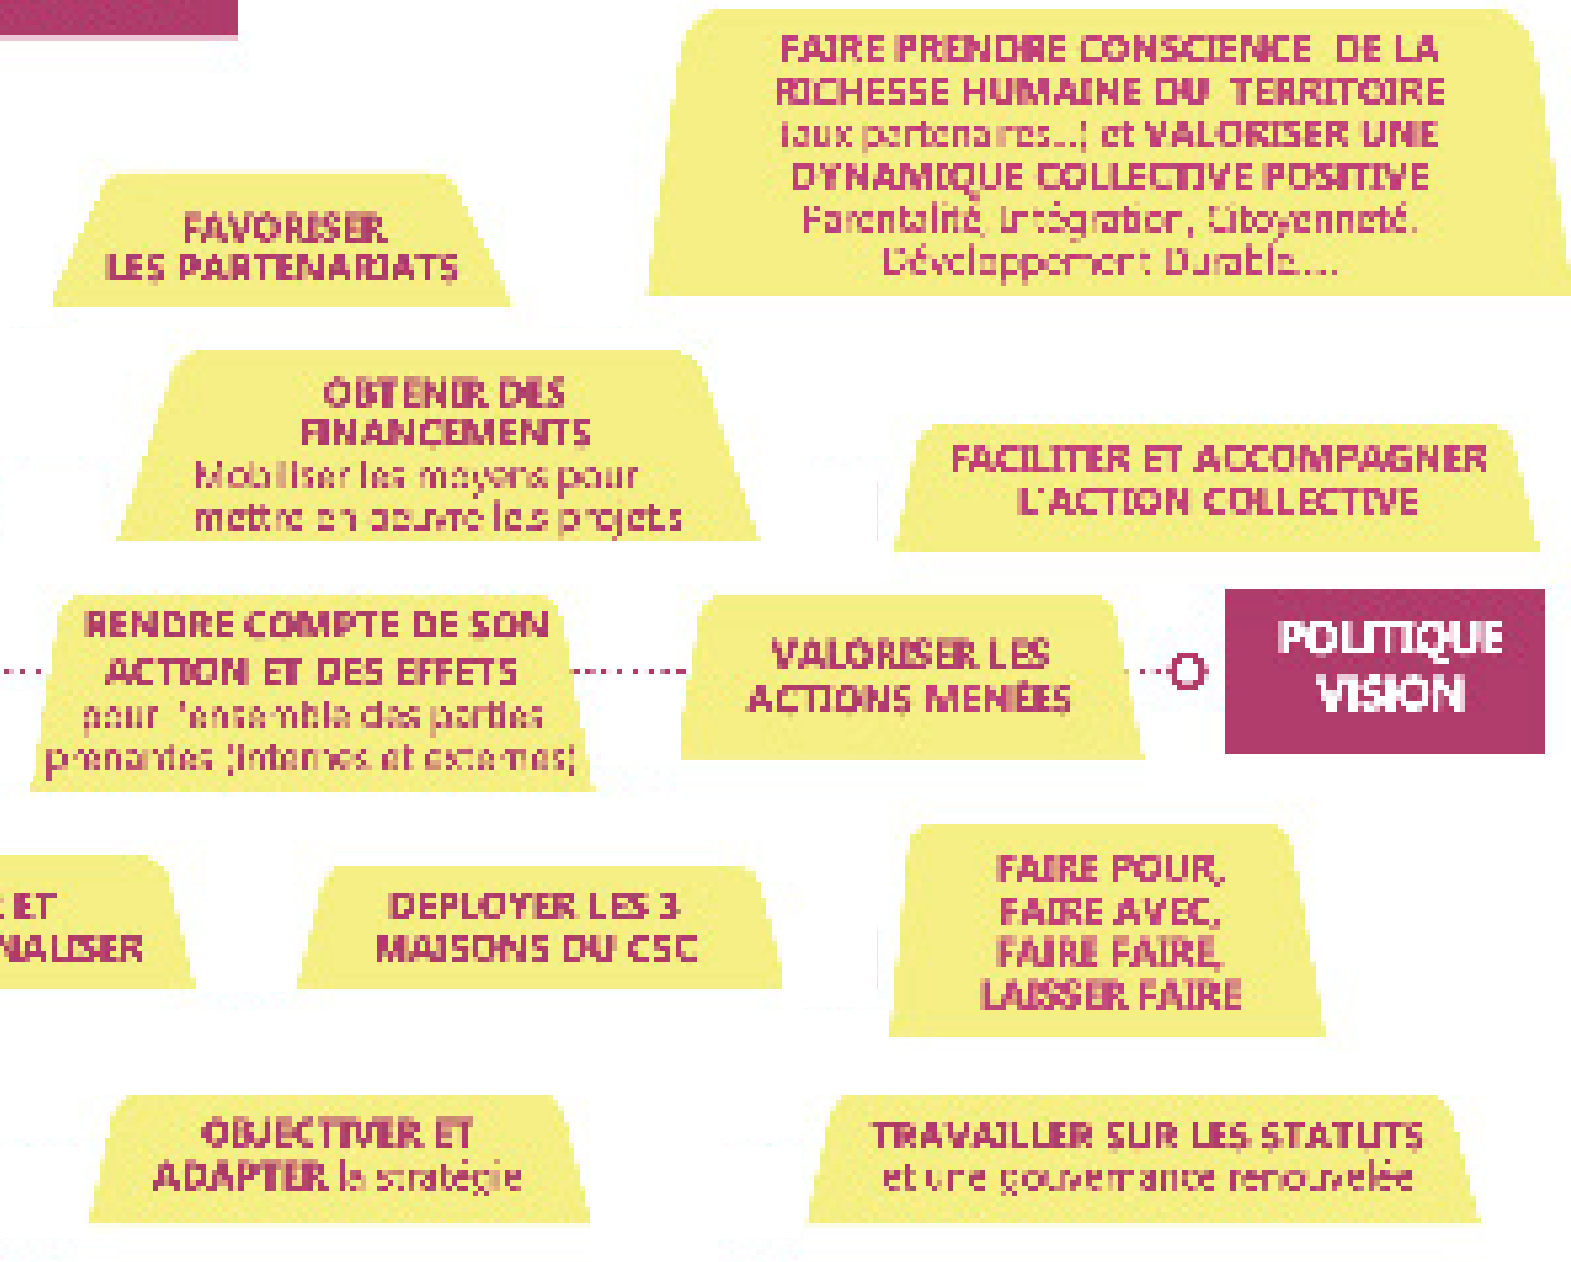 FAIRE PRENDRE CONSCIENCE DE LA
RICHESSE HUMAINE DU TERRITOIRE
(aux partenaires...) et VALORISER UNE
DYNAMIQUE COLLECTIVE POSITIVE
Parentalité, Intégration, Citoyenneté.
Développement Durable....
FAVORISER
LES PARTENARIATS
OBTENIR DES
FINANCEMENTS
Mobiliser les moyens pour
mettre en oeuvre les projets
FACILITER ET ACCOMPAGNER
L'ACTION COLLECTIVE
RENDRE COMPTE DE SON
ACTION ET DES EFFETS
pour l'ensemble des parties
prenantes (internes et externes)
VALORISER LES
ACTIONS MENÉES
POLITIQUE
VISION
ET
NALISER
DEPLOYER LES 3
MAISONS DU CSC
FAIRE POUR,
FAIRE AVEC,
FAIRE FAIRE,
LAISSER FAIRE
OBJECTIVER ET
ADAPTER la stratégie
TRAVAILLER SUR LES STATUTS
et une gouvernance renouvelée